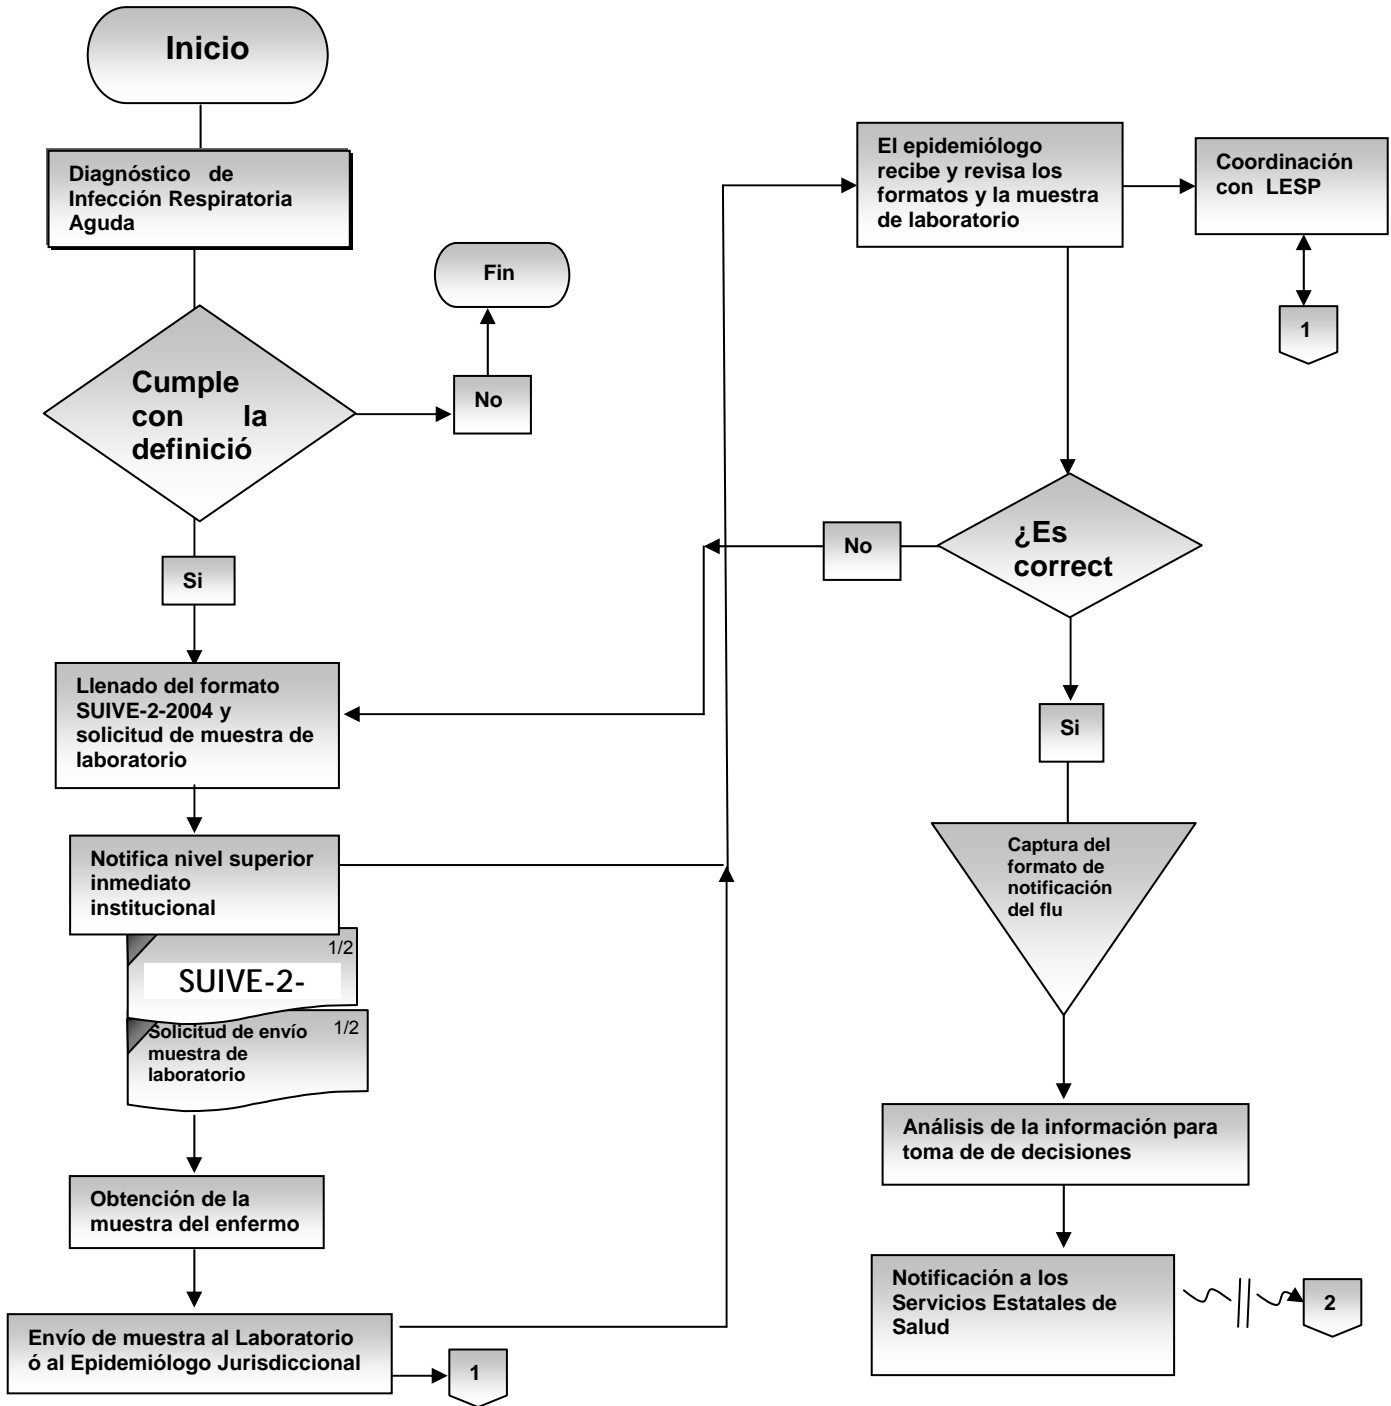 Inicio
Diagnóstico de
Infección Respiratoria
Aguda
Fin
No
Cumple
con la
definició
Si
Llenado del formato
SUIVE-2-2004 y
solicitud de muestra de
laboratorio
Notifica nivel superior
inmediato
institucional
1/2
SUIVE-2-
Solicitud de envío
muestra de
laboratorio
1/2
Obtención de la
muestra del enfermo
Envío de muestra al Laboratorio
ó al Epidemiólogo Jurisdiccional
1
El epidemiólogo
recibe y revisa los
formatos y la muestra
de laboratorio
Coordinación
con LESP
1
¿Es
correct
No
Si
Captura del
formato de
notificación
del flu
Análisis de la información para
toma de de decisiones
Notificación a los
Servicios Estatales de
Salud
2